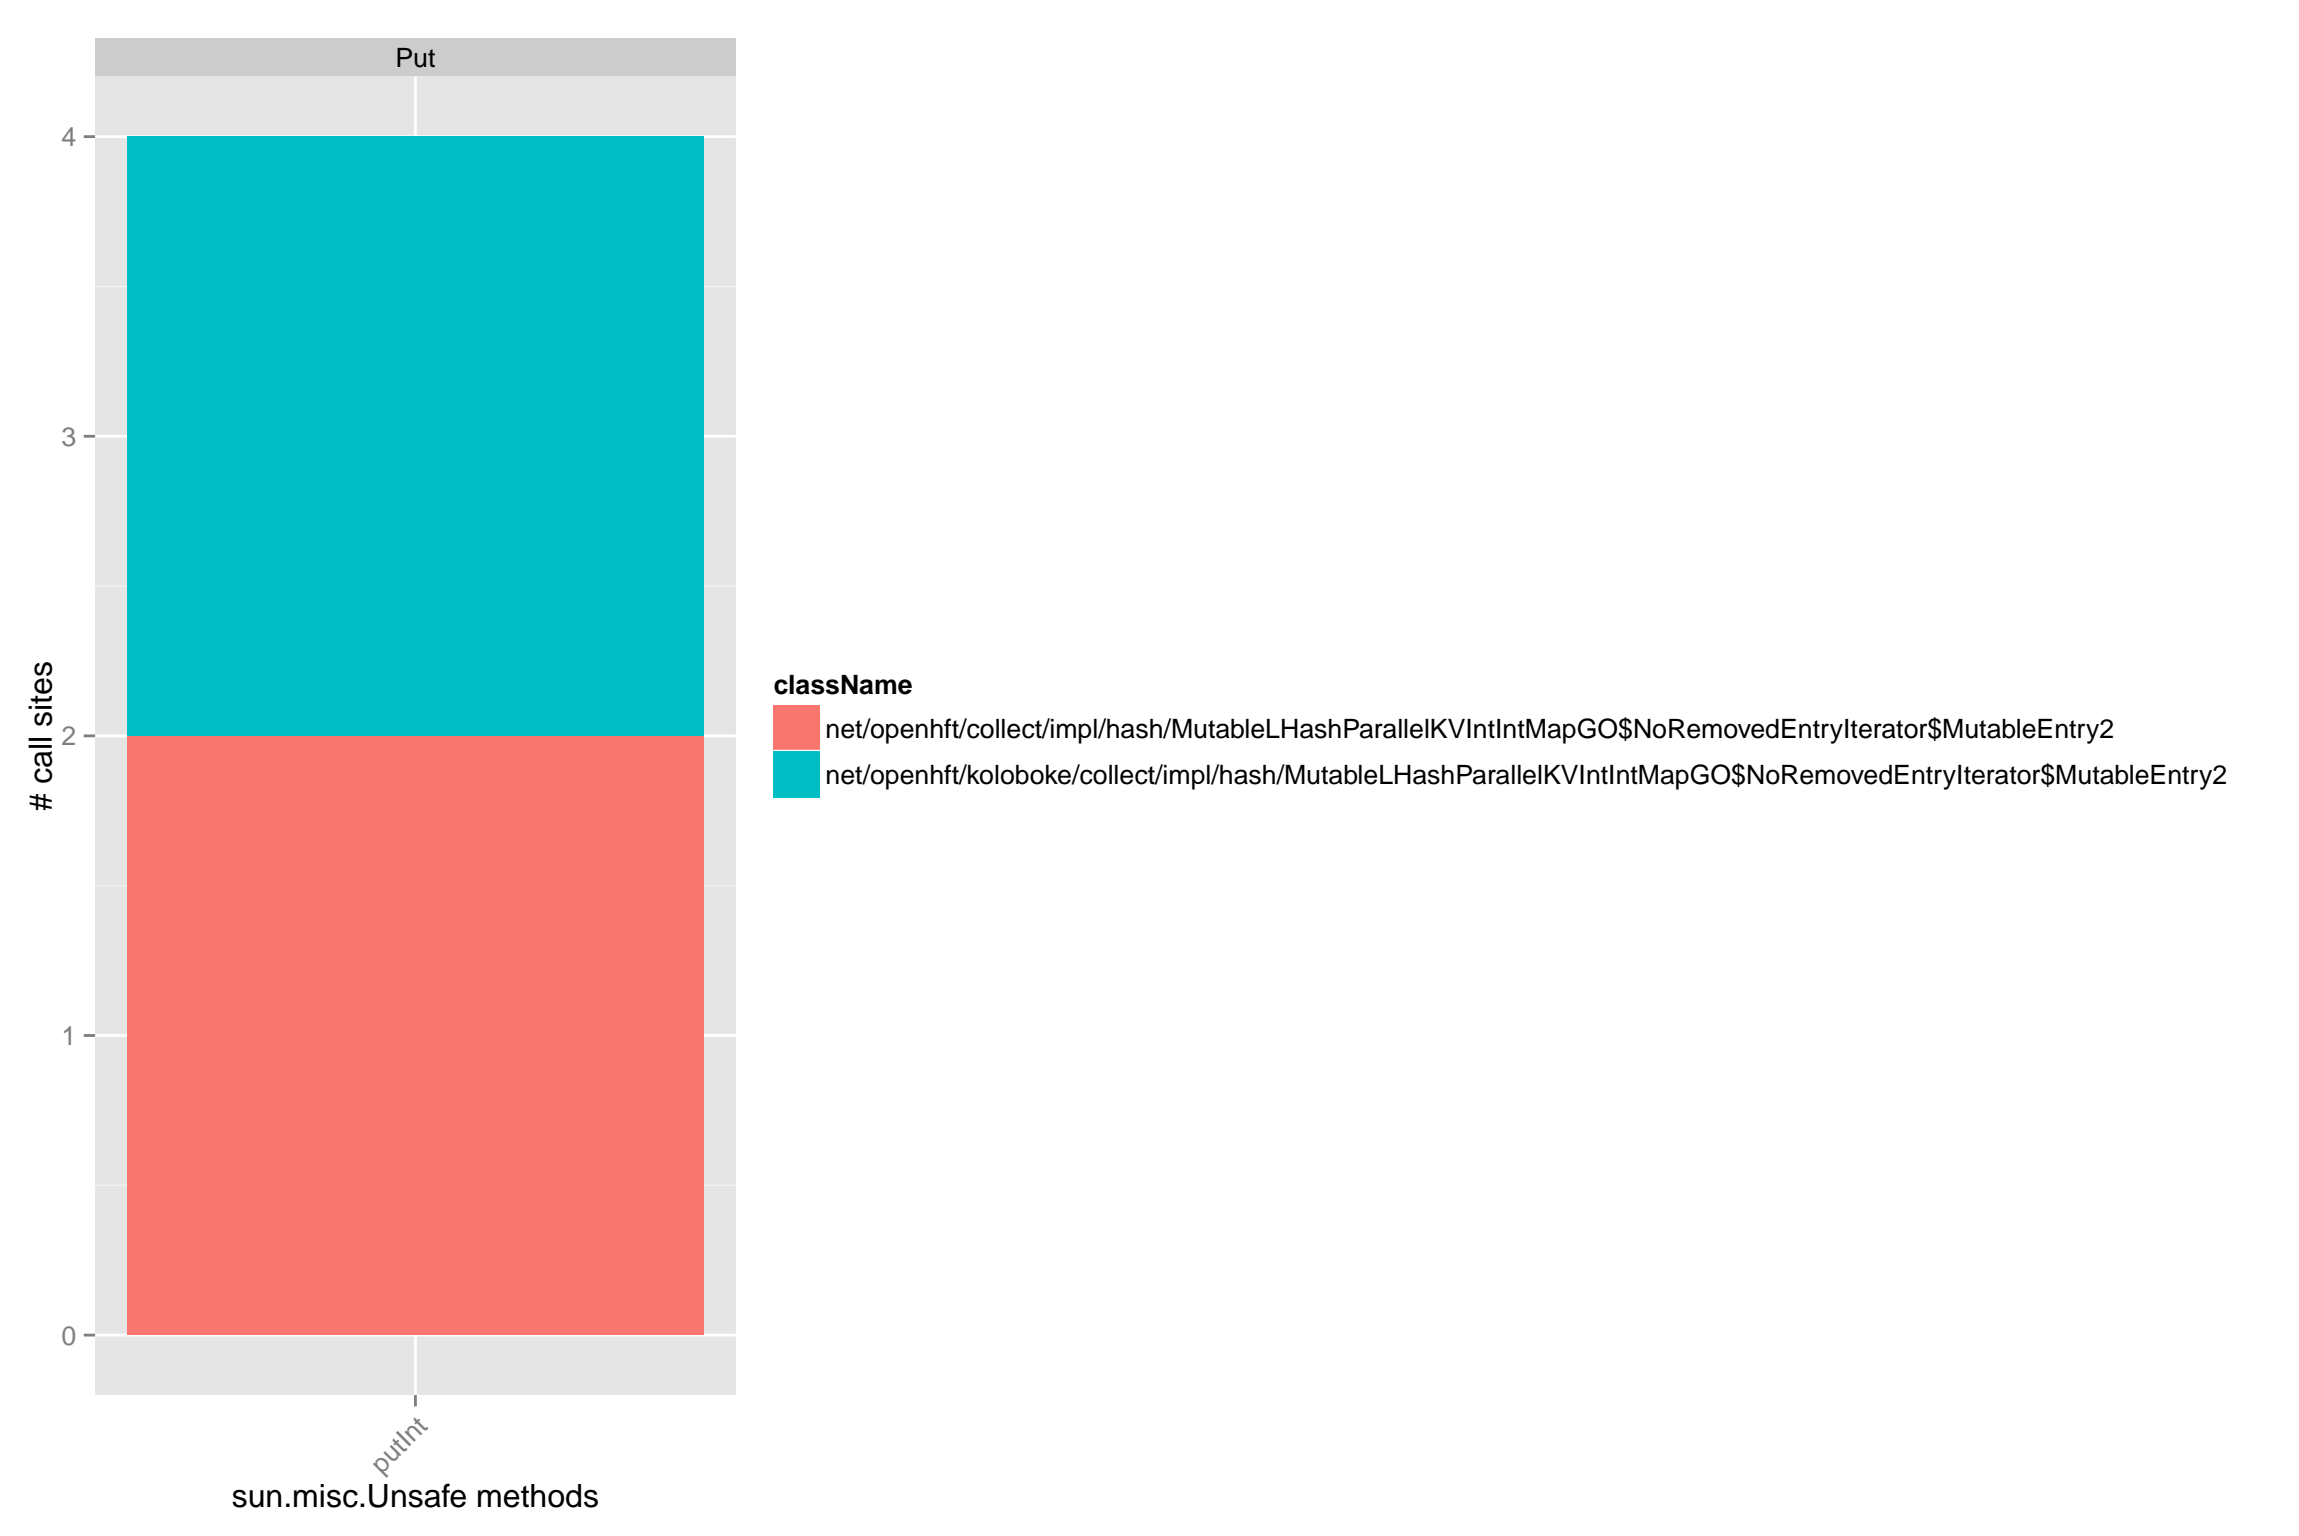 Put
4
3
2
1
0
# call sites
putInt
sun.misc.Unsafe methods
className
net/openhft/collect/impl/hash/MutableLHashParallelKVIntIntMapGO$NoRemovedEntryIterator$MutableEntry2
net/openhft/koloboke/collect/impl/hash/MutableLHashParallelKVIntIntMapGO$NoRemovedEntryIterator$MutableEntry2